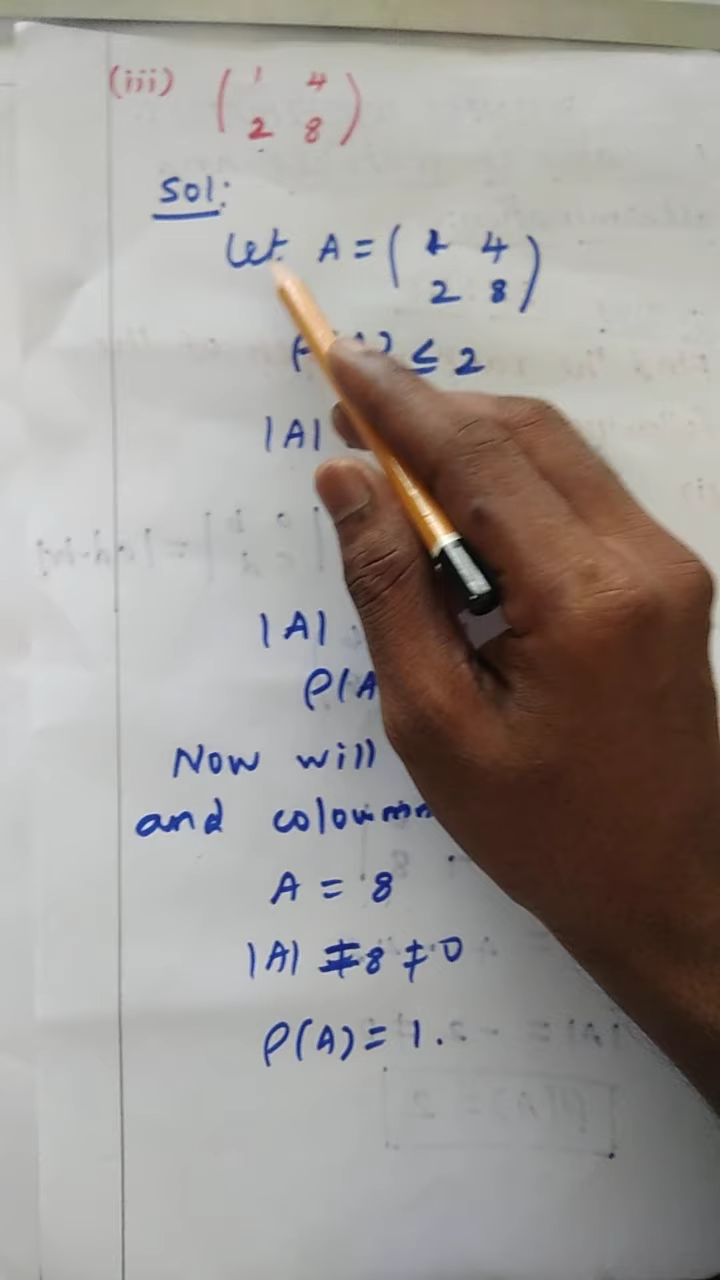 (iii) ( 1 4
2 8 )
Sol:
Let A = ( 1 4
2 8 )
≤ 2
|A|
|A|
ρ(A
Now will
and coloumn
A = 8
|A| ≠ 8 ≠ 0
ρ(A) = 1.